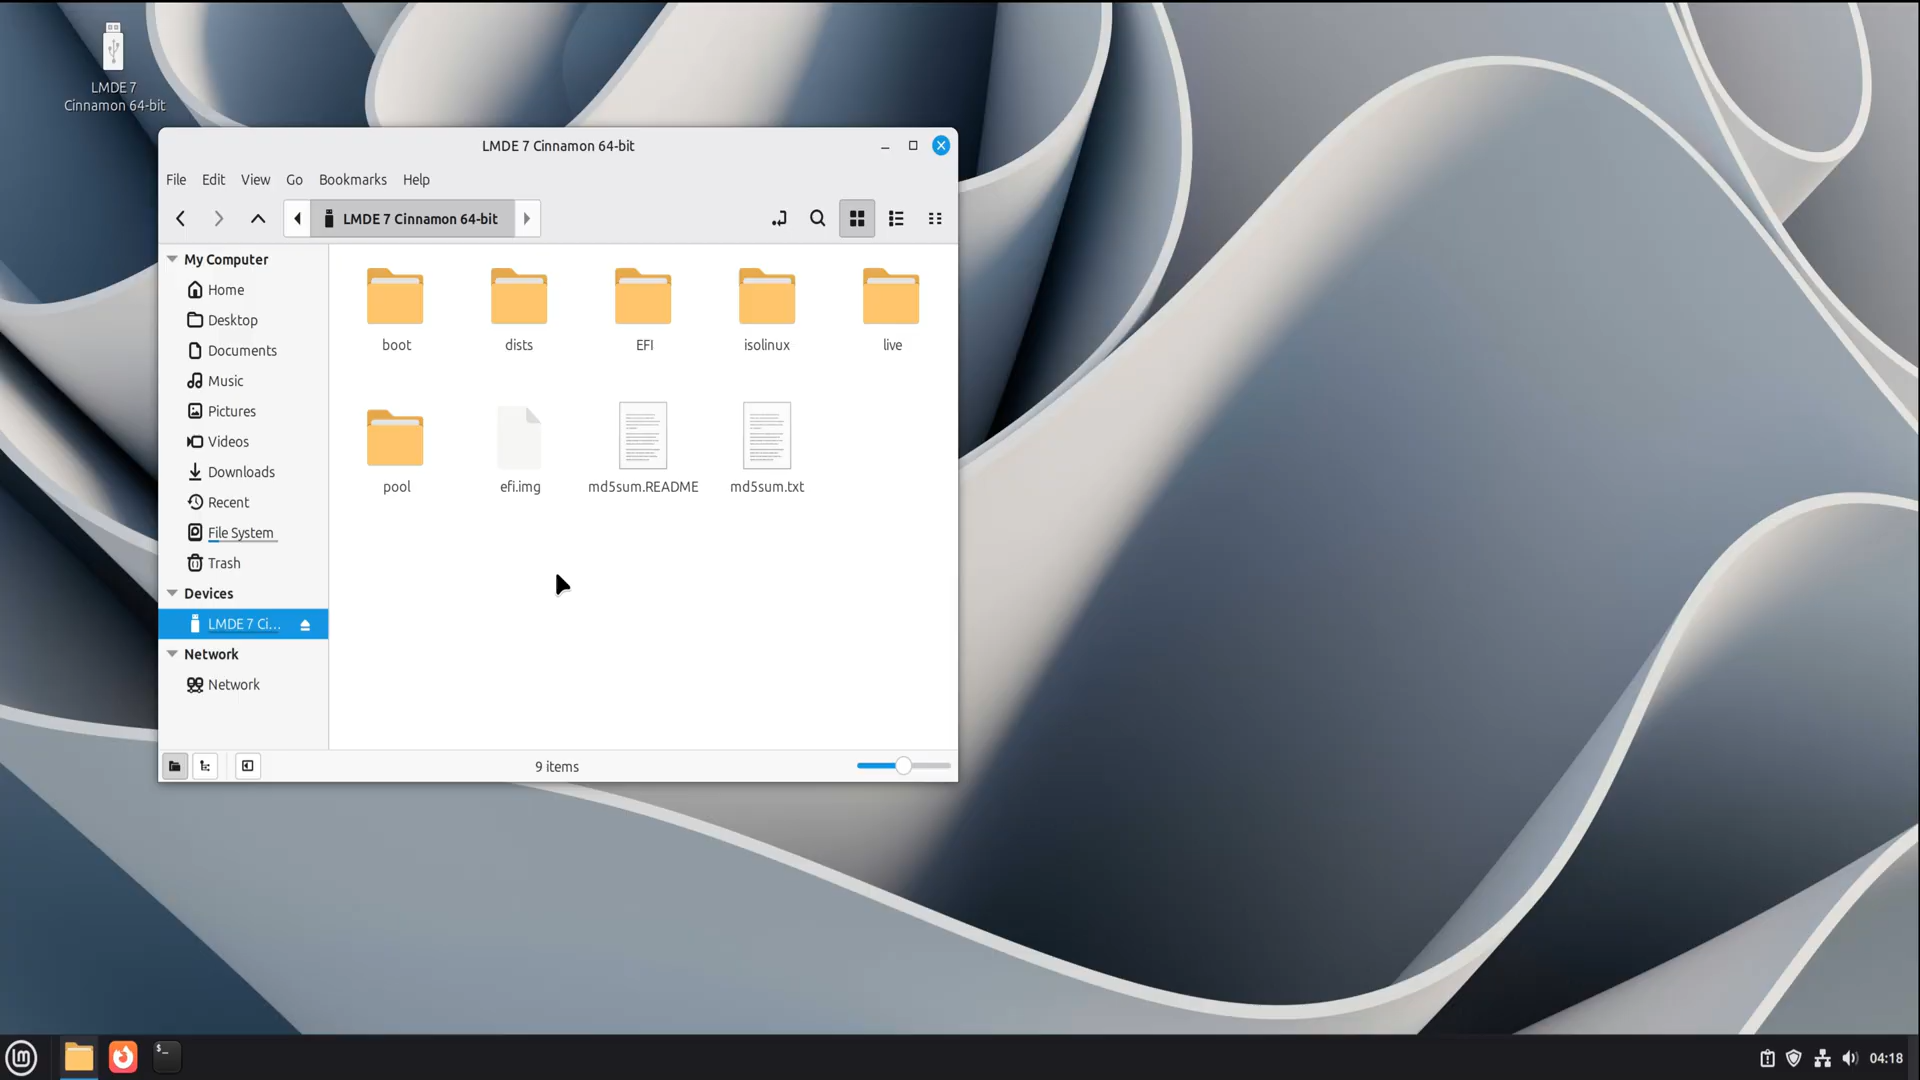 LMDE 7
Cinnamon 64-bit
LMDE 7 Cinnamon 64-bit
File Edit View Go Bookmarks Help
LMDE 7 Cinnamon 64-bit
My Computer
Home
Desktop
Documents
Music
Pictures
Videos
Downloads
Recent
File System
Trash
Devices
LMDE 7 Ci...
Network
Network
boot dists EFI isolinux live
pool efi.img md5sum.README md5sum.txt
9 items
$_
04:18